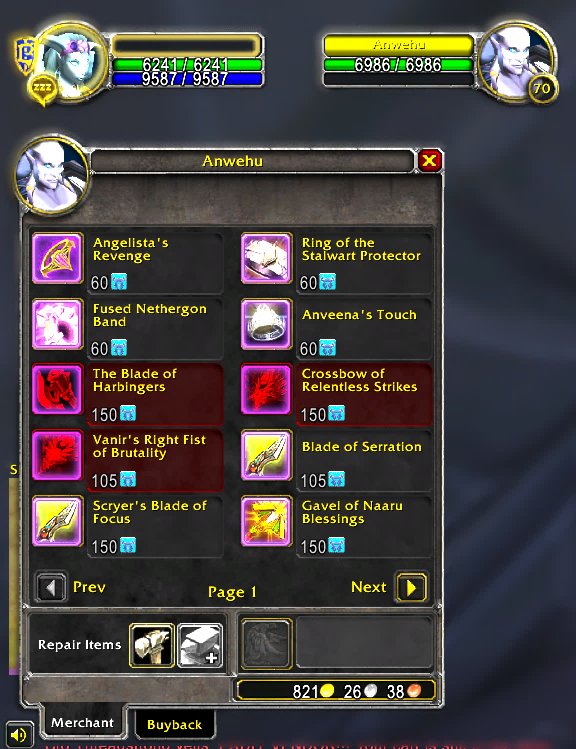 Anwehu
6241 / 6241
6986 / 6986
9587 / 9587
zzz
70
Anwehu
Angelista's
Revenge
60
Ring of the
Stalwart Protector
60
Fused Nethergon
Band
60
Anveena's Touch
60
The Blade of
Harbingers
150
Crossbow of
Relentless Strikes
150
Vanir's Right Fist
of Brutality
105
Blade of Serration
105
Scryer's Blade of
Focus
150
Gavel of Naaru
Blessings
150
Prev
Page 1
Next
Repair Items
821 26 38
Merchant
Buyback